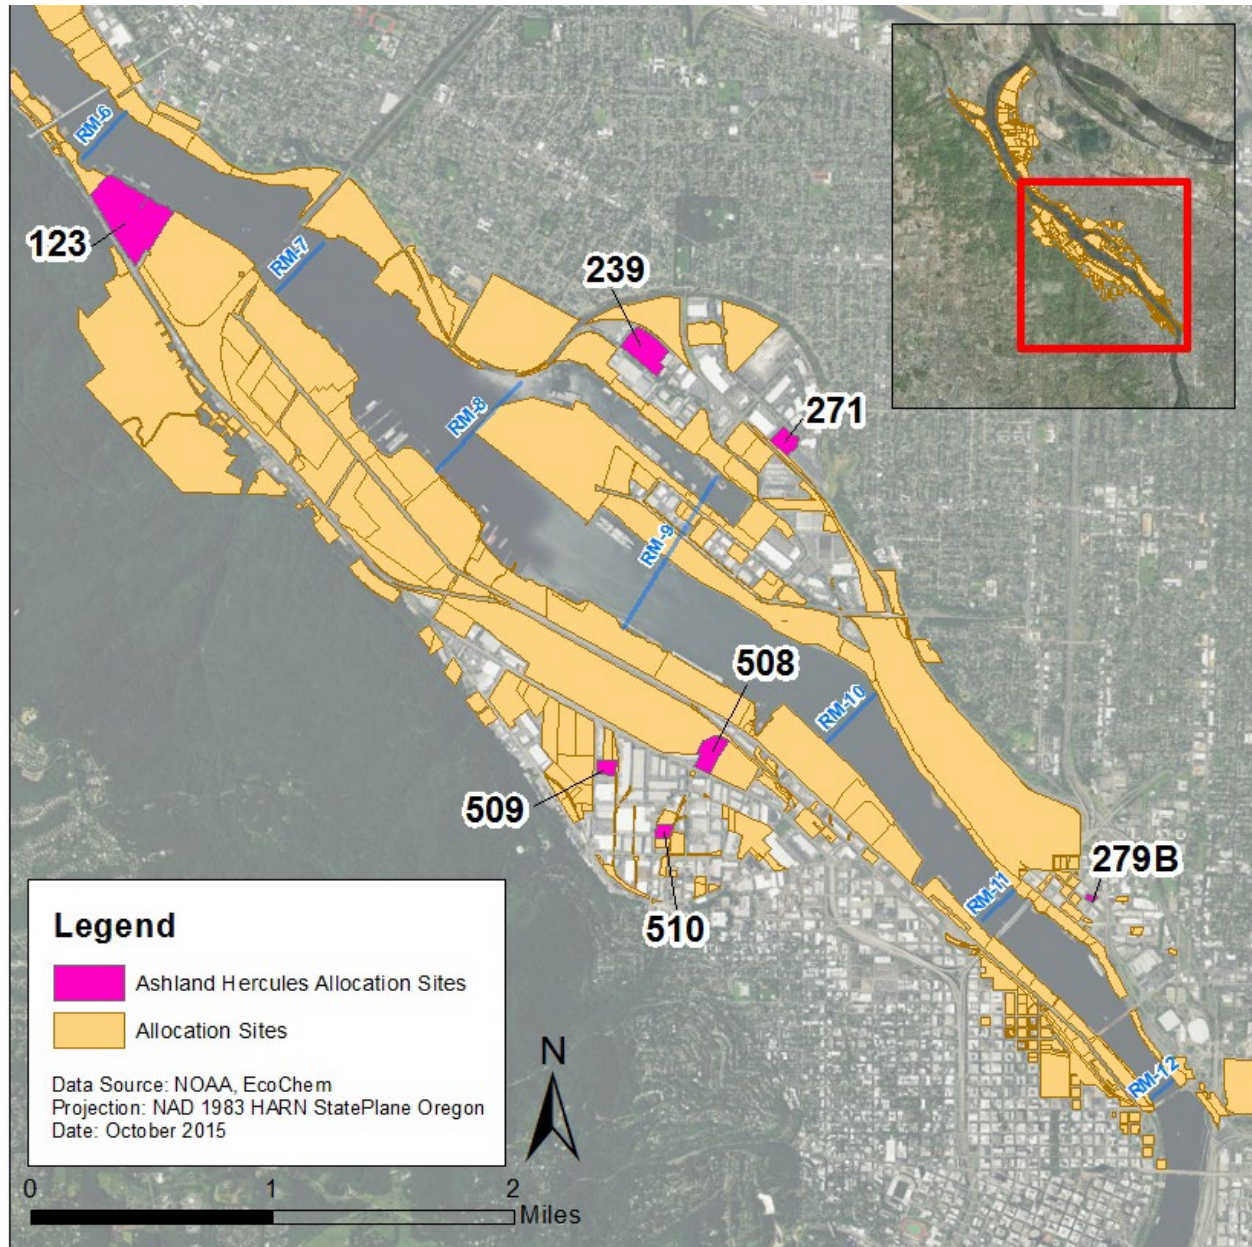 RM-6
123
RM-7
239
RM-8
271
RM-9
508
RM-10
509
510
279B
RM-11
RM-12
Legend
Ashland Hercules Allocation Sites
Allocation Sites
Data Source: NOAA, EcoChem
Projection: NAD 1983 HARN StatePlane Oregon
Date: October 2015
N
0 1 2
Miles